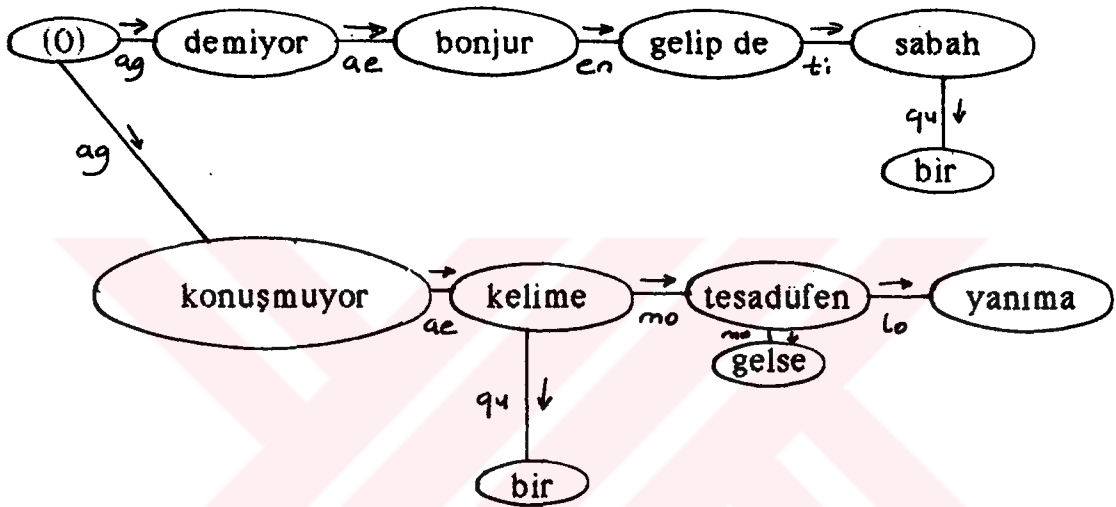 (O) demiyor bonjur gelip de sabah
ag ae en ti
qu
ag
bir
konuşmuyor kelime tesadüfen yanıma
ae mo mo lo
gelse
qu
bir